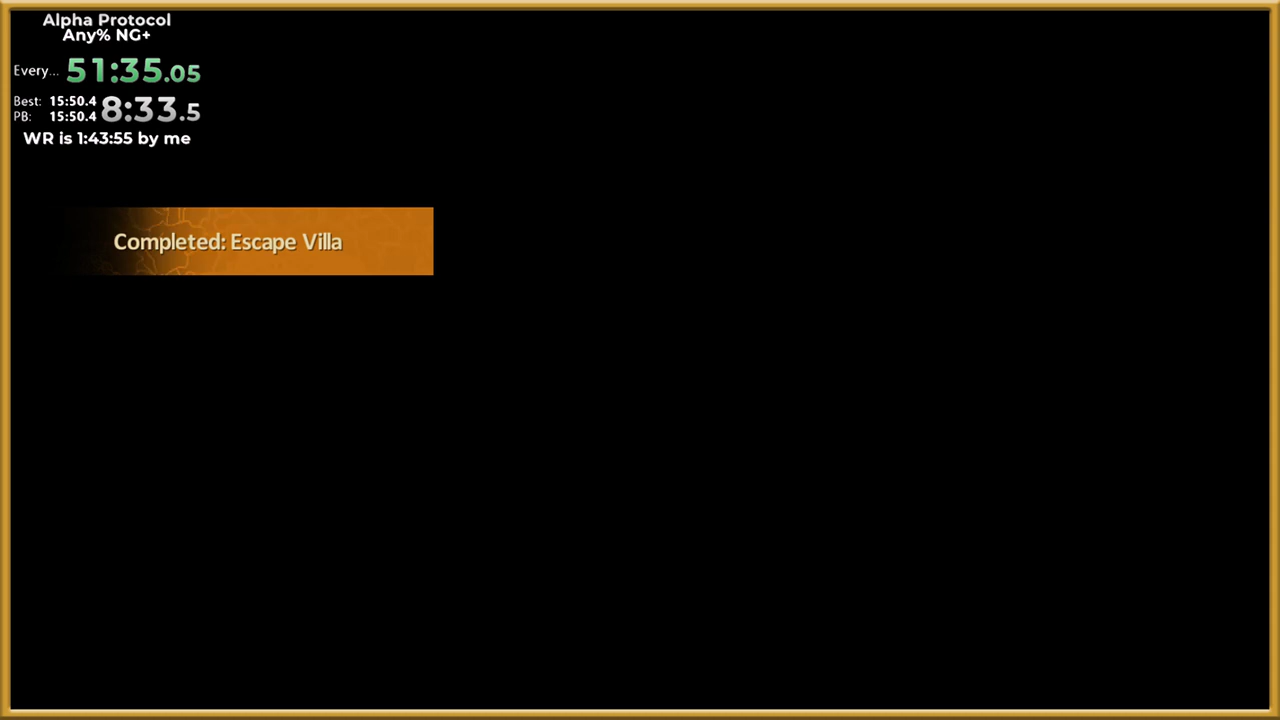 Alpha Protocol
Any% NG+
Every... 51:35.05
Best: 15:50.4 8:33.5
PB: 15:50.4
WR is 1:43:55 by me
Completed: Escape Villa